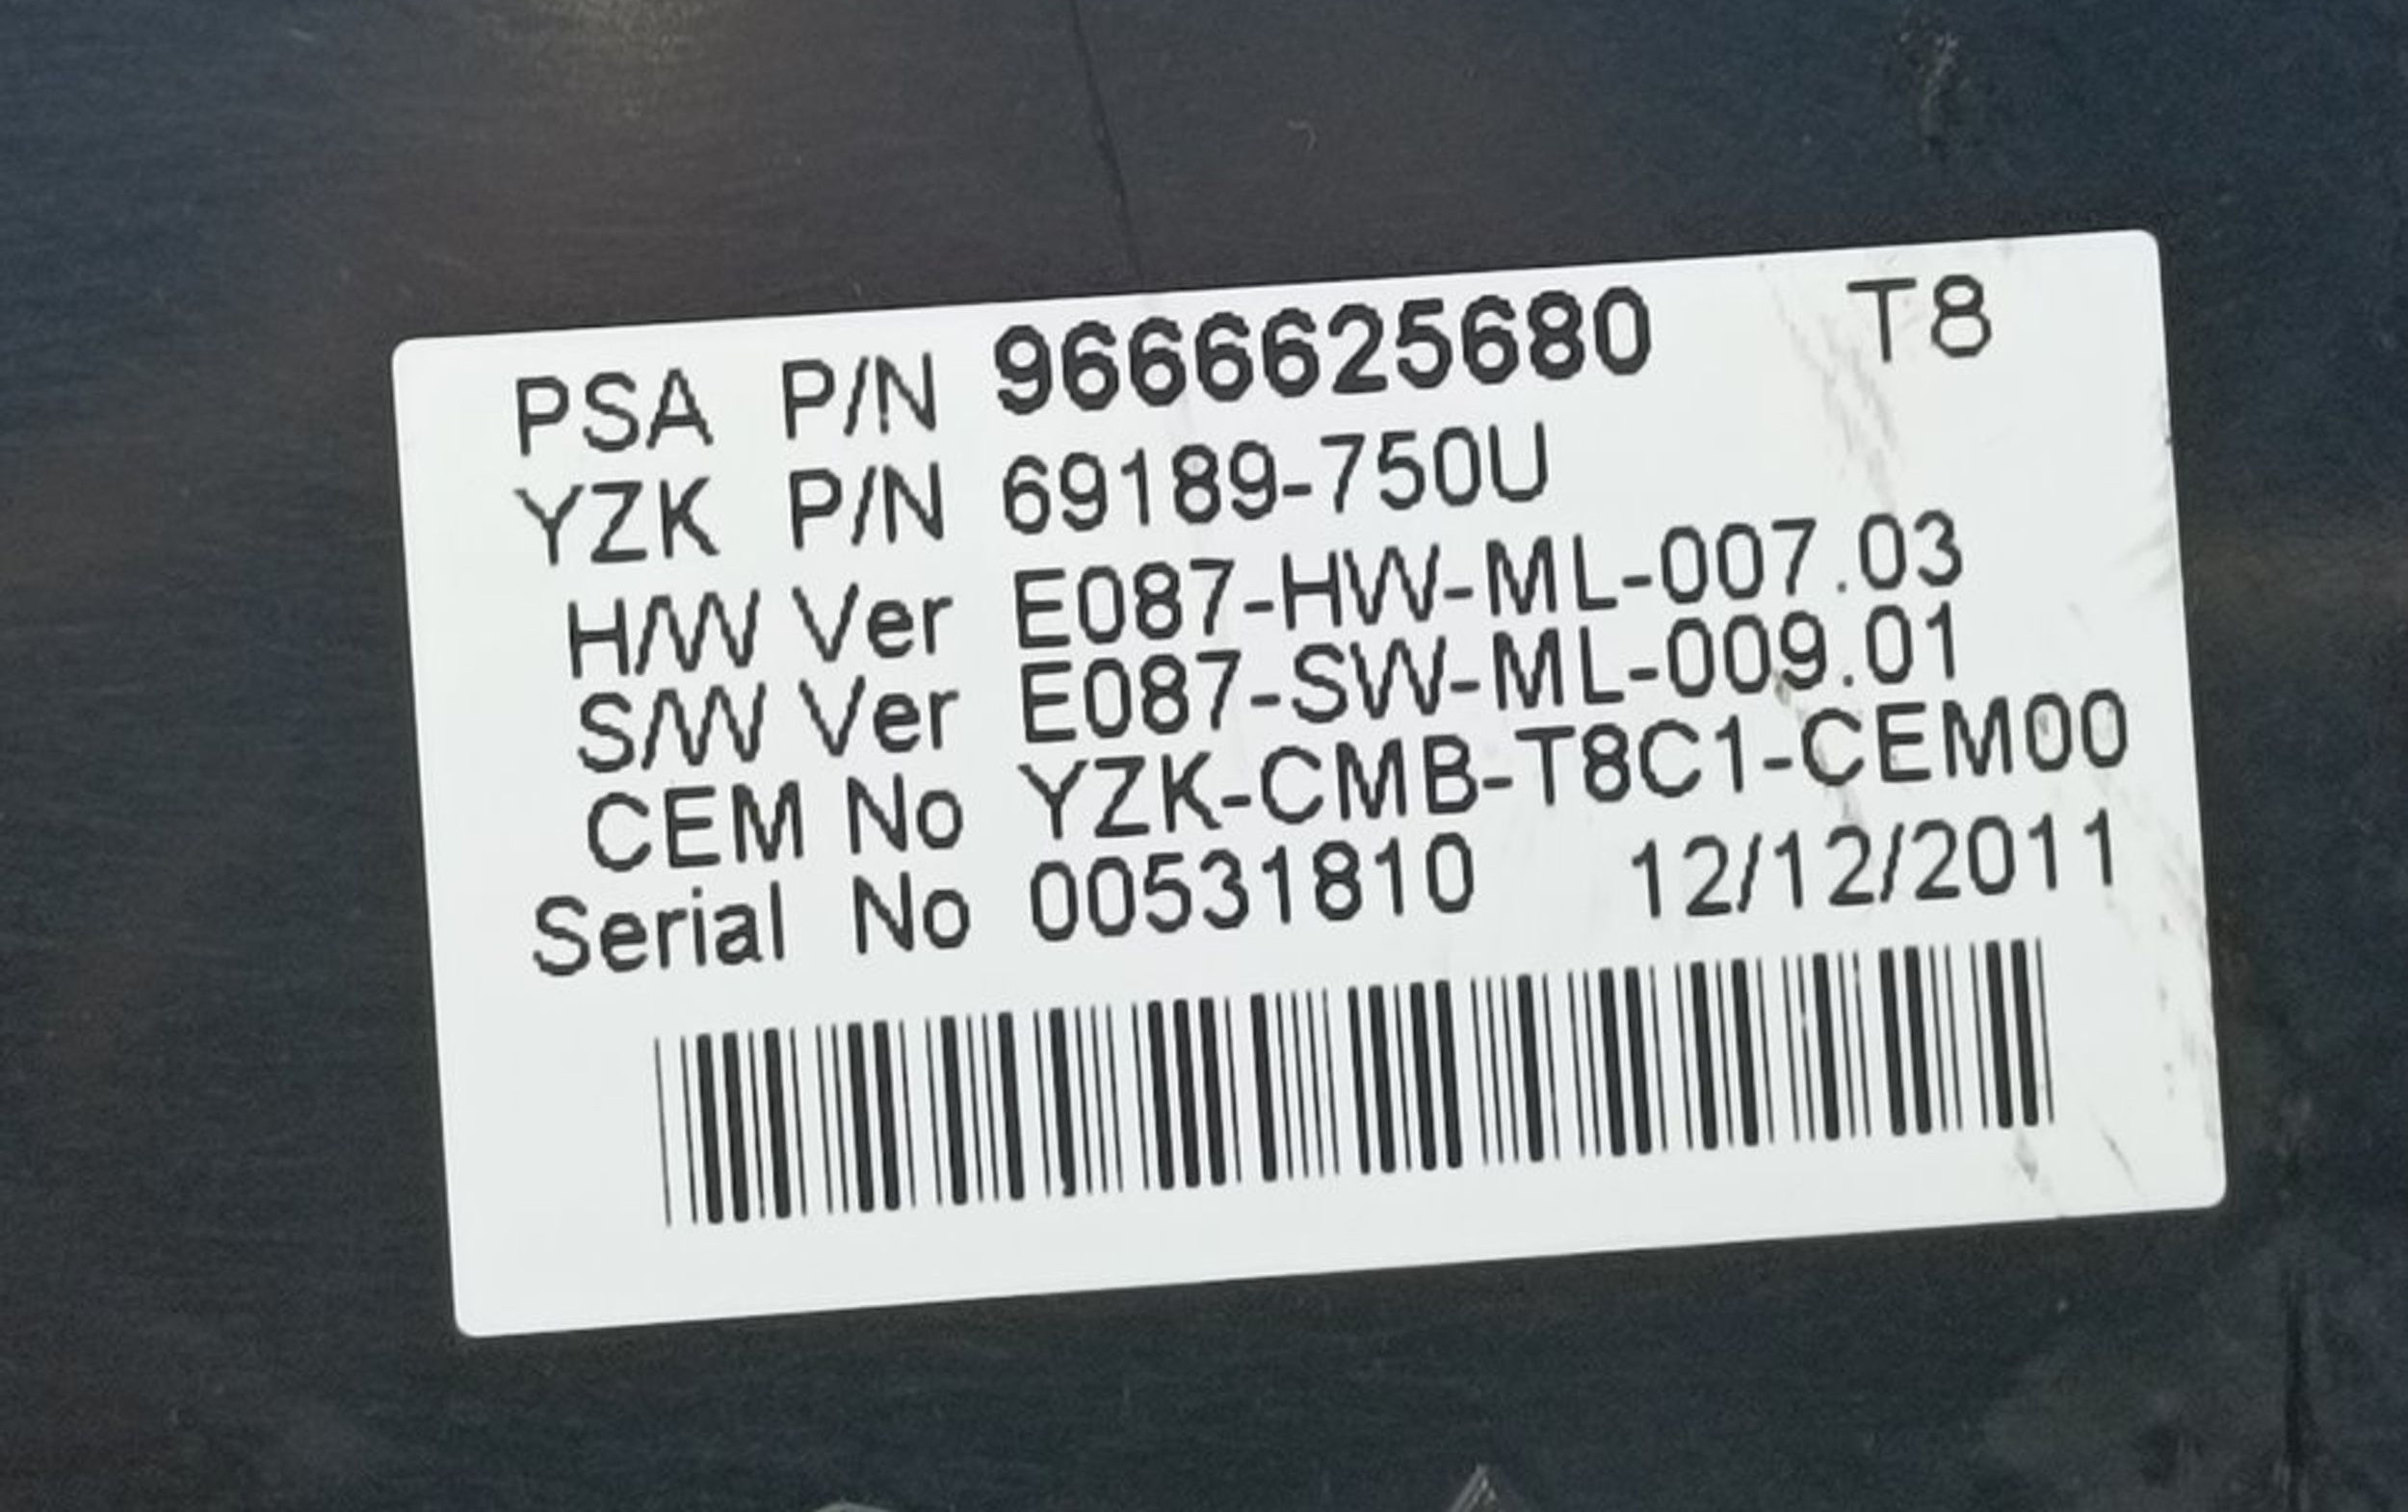 PSA P/N 9666625680 T8
YZK P/N 69189-750U
H/W Ver E087-HW-ML-007.03
S/W Ver E087-SW-ML-009.01
CEM No YZK-CMB-T8C1-CEM00
Serial No 00531810 12/12/2011